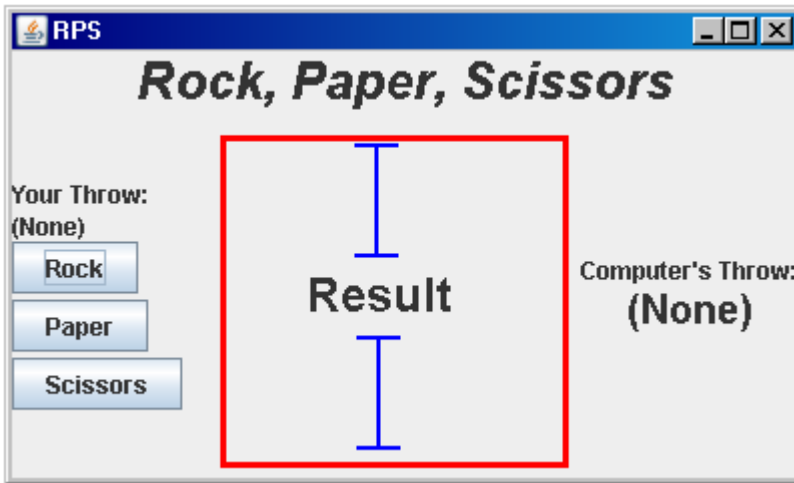 RPS
Rock, Paper, Scissors
Your Throw:
(None)
Rock
Paper
Scissors
Result
Computer's Throw:
(None)